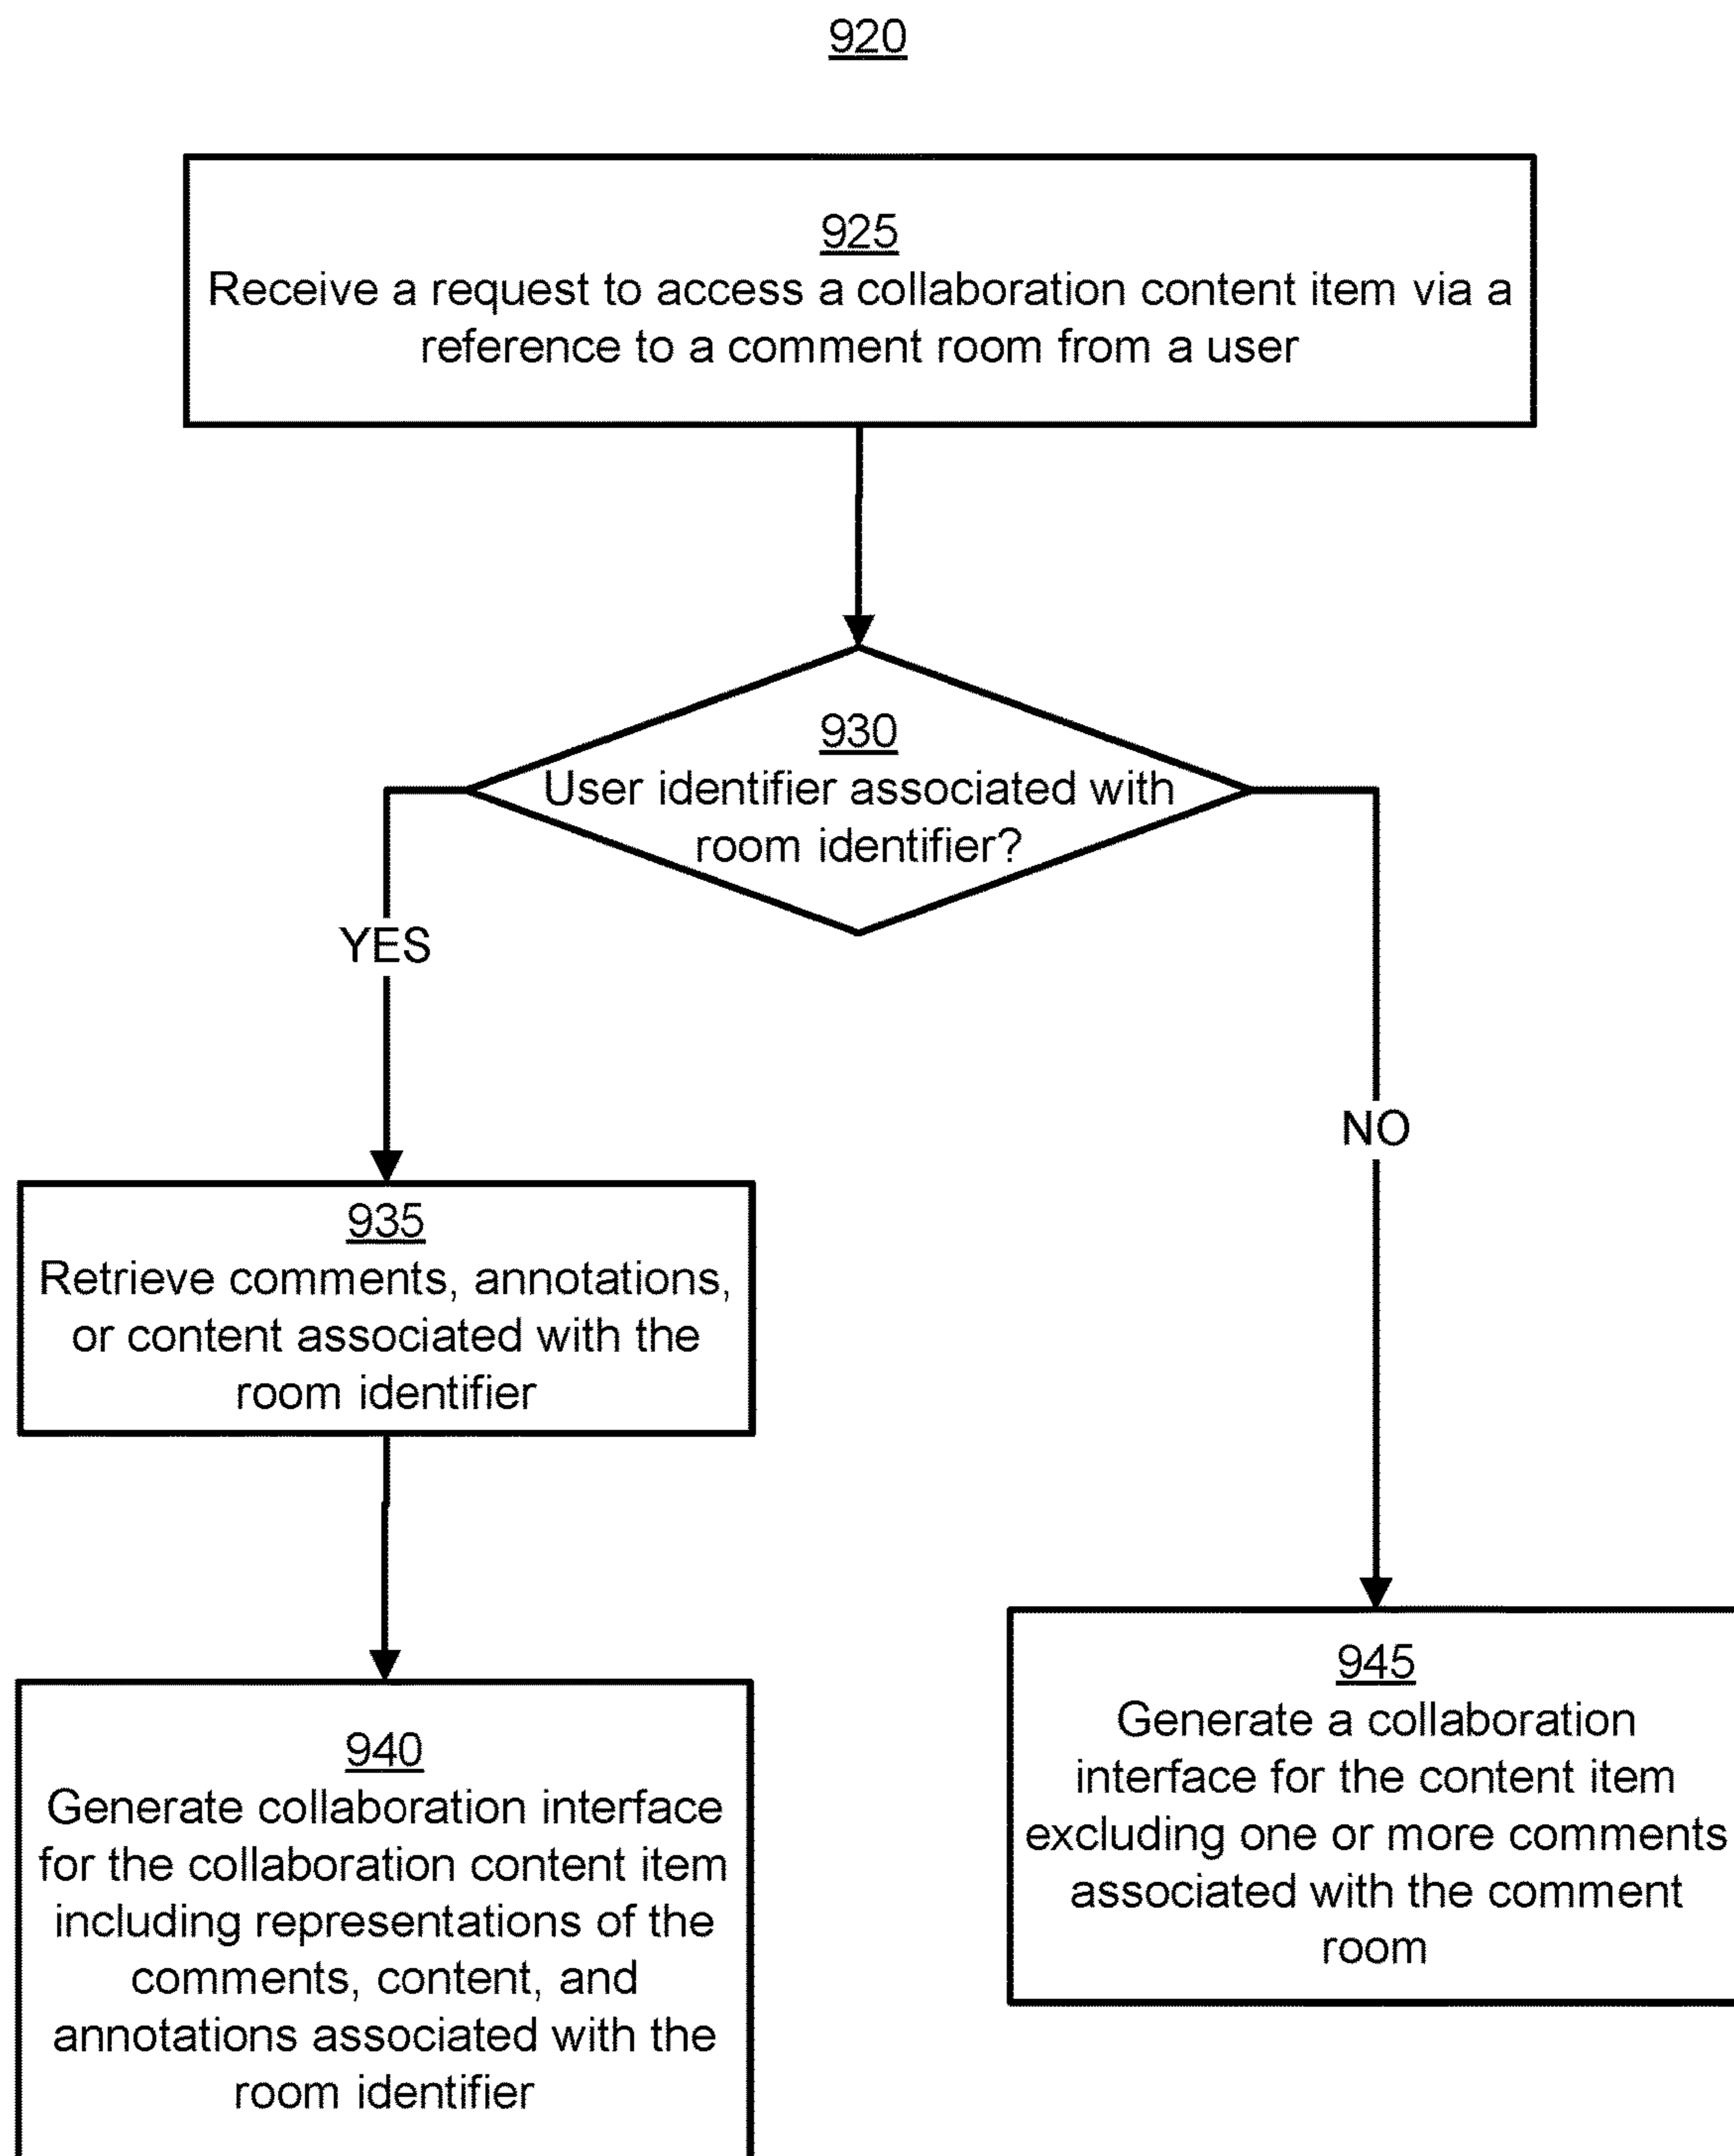 920
925
Receive a request to access a collaboration content item via a
reference to a comment room from a user
930
User identifier associated with
room identifier?
YES
NO
935
Retrieve comments, annotations,
or content associated with the
room identifier
940
Generate collaboration interface
for the collaboration content item
including representations of the
comments, content, and
annotations associated with the
room identifier
945
Generate a collaboration
interface for the content item
excluding one or more comments
associated with the comment
room